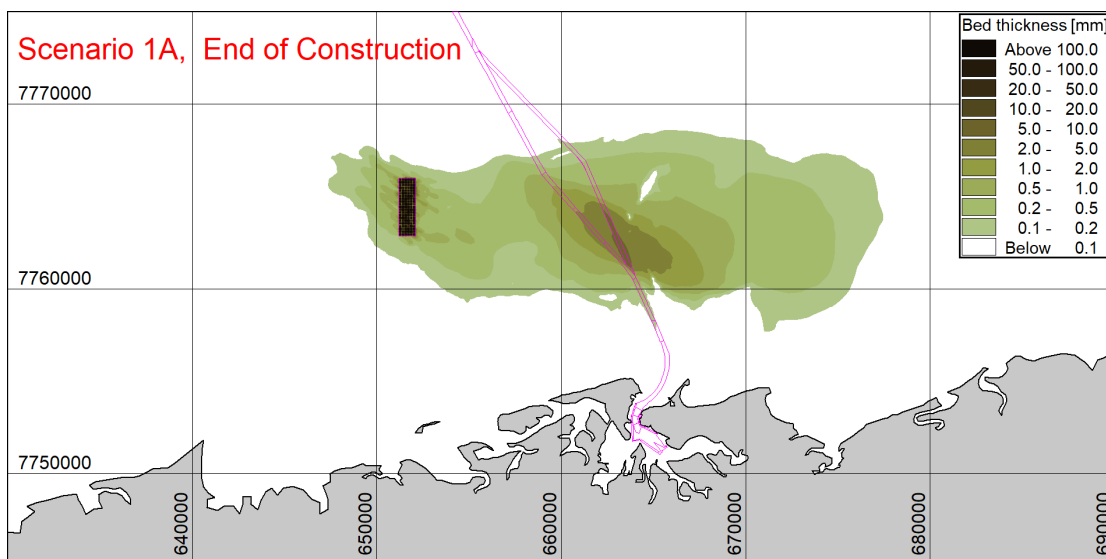 Scenario 1A,  End of Construction
Bed thickness [mm]
Above 100.0
50.0 - 100.0
20.0 - 50.0
10.0 - 20.0
5.0 - 10.0
2.0 - 5.0
1.0 - 2.0
0.5 - 1.0
0.2 - 0.5
0.1 - 0.2
Below 0.1
7770000
7760000
7750000
640000
650000
660000
670000
680000
690000